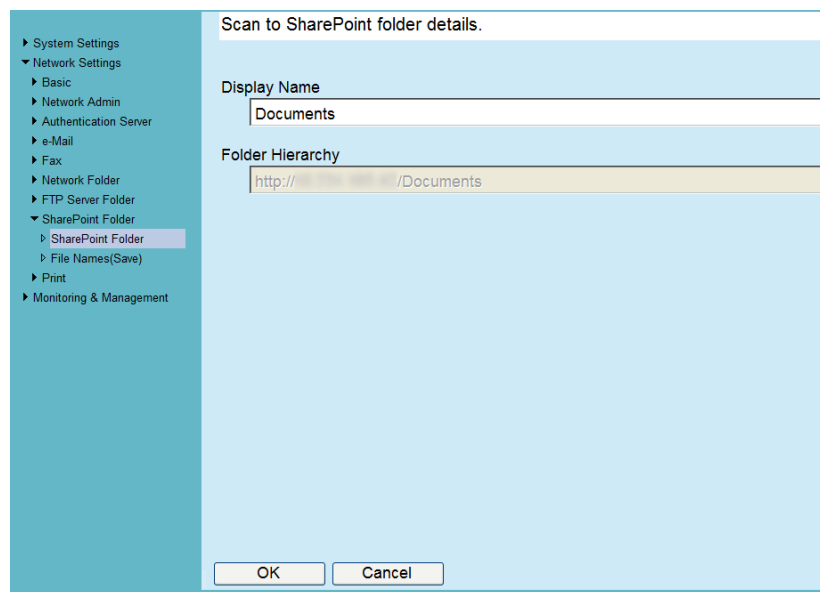 System Settings
Network Settings
Basic
Network Admin
Authentication Server
e-Mail
Fax
Network Folder
FTP Server Folder
SharePoint Folder
SharePoint Folder
File Names(Save)
Print
Monitoring & Management
Scan to SharePoint folder details.
Display Name
Documents
Folder Hierarchy
http:// /Documents
OK Cancel